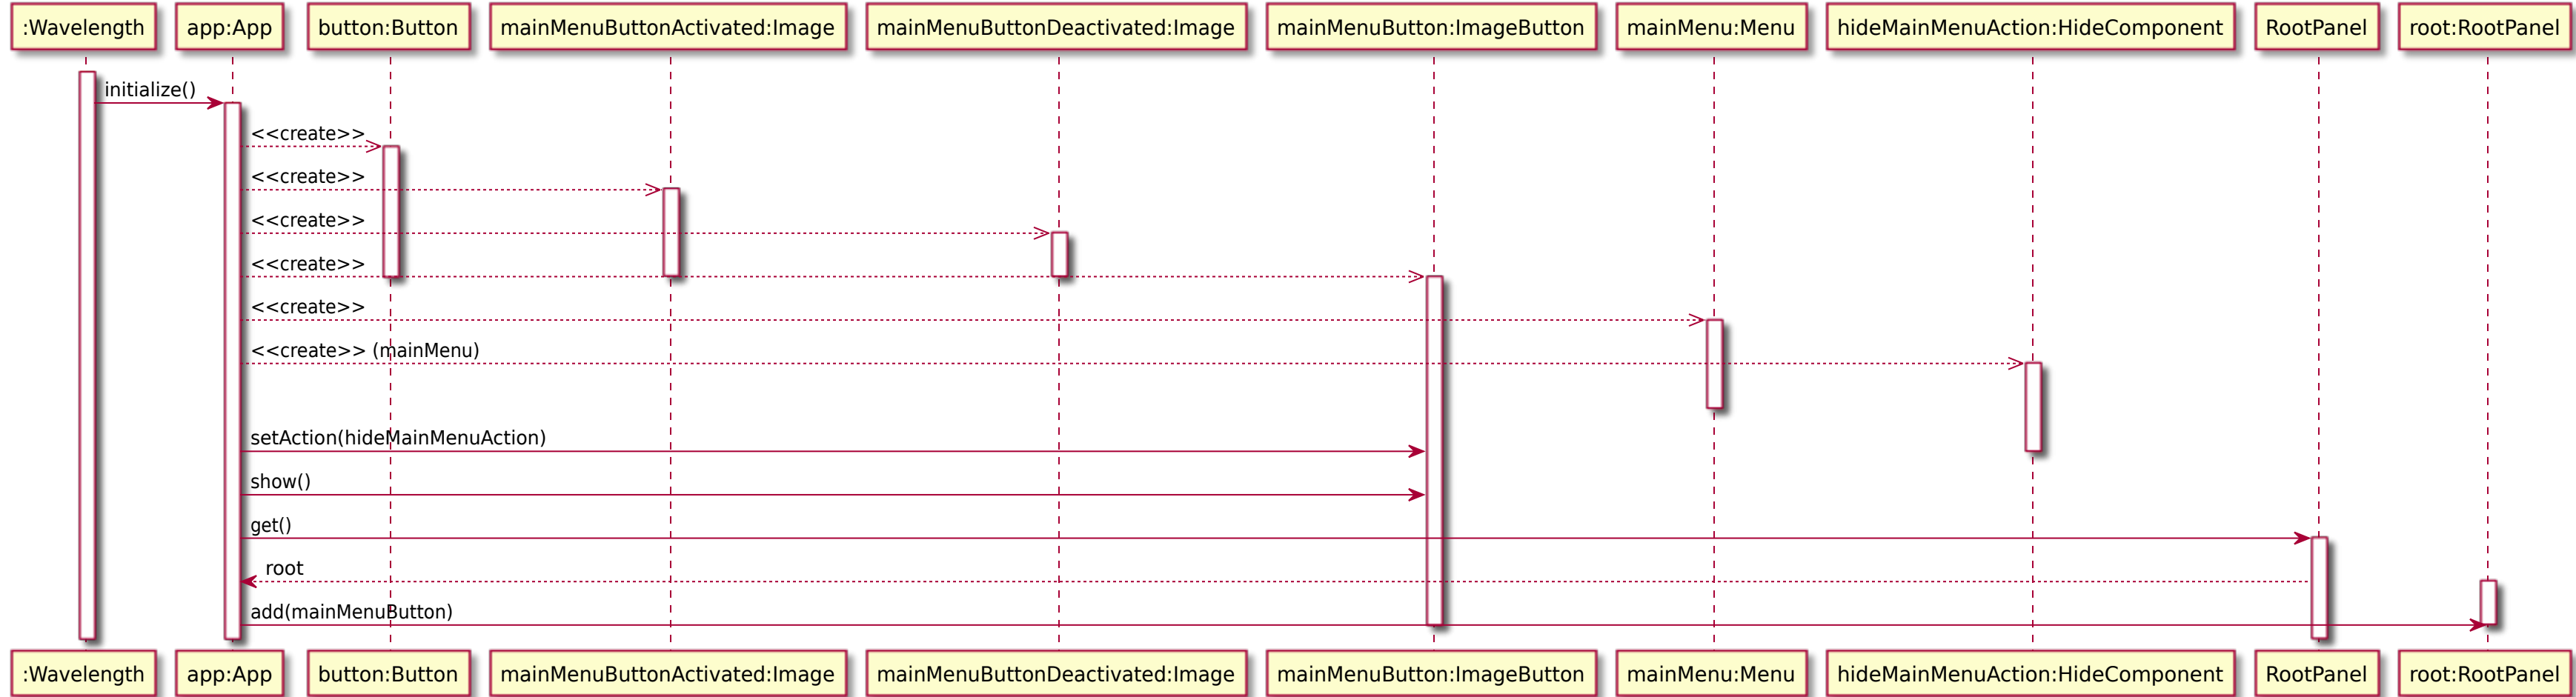 :Wavelength
app:App
button:Button
mainMenuButtonActivated:Image
mainMenuButtonDeactivated:Image
mainMenuButton:ImageButton
mainMenu:Menu
hideMainMenuAction:HideComponent
RootPanel
root:RootPanel
initialize()
<<create>>
<<create>>
<<create>>
<<create>>
<<create>>
<<create>> (mainMenu)
setAction(hideMainMenuAction)
show()
get()
root
add(mainMenuButton)
:Wavelength
app:App
button:Button
mainMenuButtonActivated:Image
mainMenuButtonDeactivated:Image
mainMenuButton:ImageButton
mainMenu:Menu
hideMainMenuAction:HideComponent
RootPanel
root:RootPanel